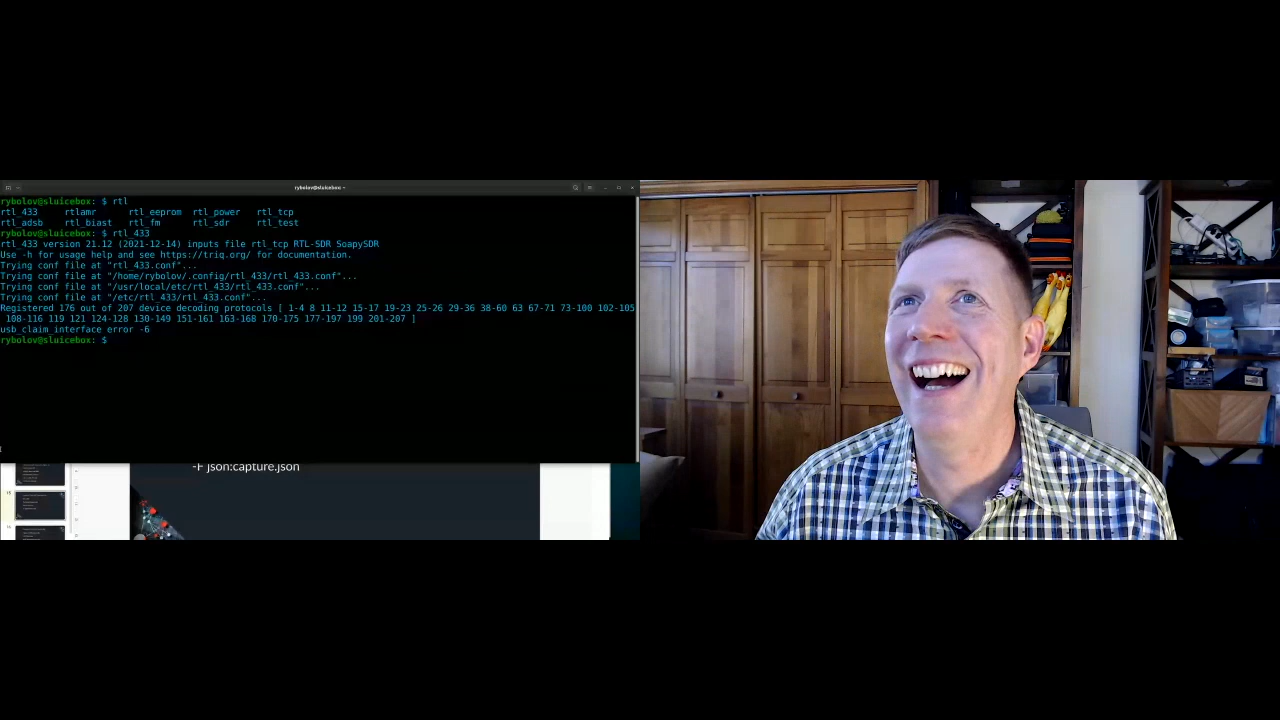 rybolov@sluicebox: ~
rybolov@sluicebox: $ rtl
rtl_433 rtlamr rtl_eeprom rtl_power rtl_tcp
rtl_adsb rtl_biast rtl_fm rtl_sdr rtl_test
rybolov@sluicebox: $ rtl_433
rtl_433 version 21.12 (2021-12-14) inputs file rtl_tcp RTL-SDR SoapySDR
Use -h for usage help and see https://triq.org/ for documentation.
Trying conf file at "rtl_433.conf"...
Trying conf file at "/home/rybolov/.config/rtl_433/rtl_433.conf"...
Trying conf file at "/usr/local/etc/rtl_433/rtl_433.conf"...
Trying conf file at "/etc/rtl_433/rtl_433.conf"...
Registered 176 out of 207 device decoding protocols [ 1-4 8 11-12 15-17 19-23 25-26 29-36 38-60 63 67-71 73-100 102-105
108-116 119 121 124-128 130-149 151-161 163-168 170-175 177-197 199 201-207 ]
usb_claim_interface error -6
rybolov@sluicebox: $
-F json:capture.json